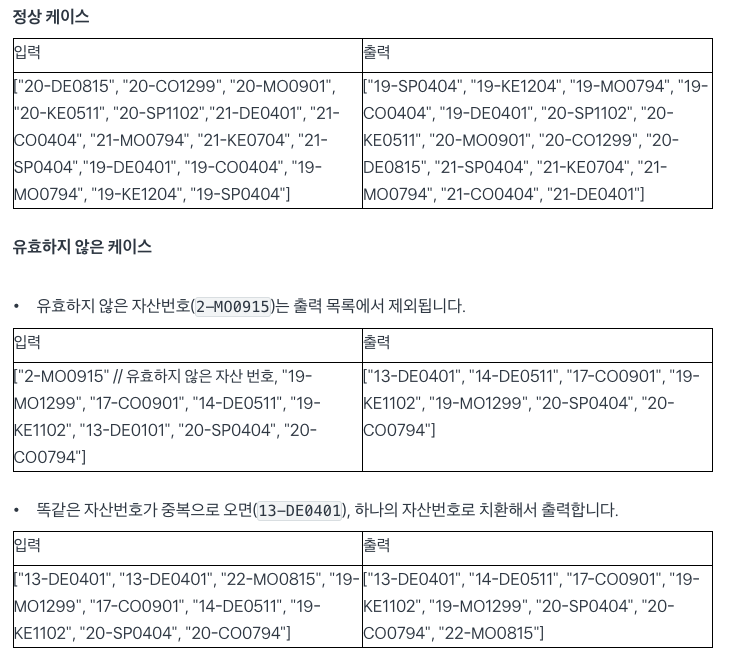 정상 케이스
입력
출력
["20-DE0815", "20-CO1299", "20-MO0901",
"20-KE0511", "20-SP1102","21-DE0401", "21-
CO0404", "21-MO0794", "21-KE0704", "21-
SP0404","19-DE0401", "19-CO0404", "19-
MO0794", "19-KE1204", "19-SP0404"]
["19-SP0404", "19-KE1204", "19-MO0794", "19-
CO0404", "19-DE0401", "20-SP1102", "20-
KE0511", "20-MO0901", "20-CO1299", "20-
DE0815", "21-SP0404", "21-KE0704", "21-
MO0794", "21-CO0404", "21-DE0401"]
유효하지 않은 케이스
• 유효하지 않은 자산번호(2-MO0915)는 출력 목록에서 제외됩니다.
입력
출력
["2-MO0915" // 유효하지 않은 자산 번호, "19-
MO1299", "17-CO0901", "14-DE0511", "19-
KE1102", "13-DE0101", "20-SP0404", "20-
CO0794"]
["13-DE0401", "14-DE0511", "17-CO0901", "19-
KE1102", "19-MO1299", "20-SP0404", "20-
CO0794"]
• 똑같은 자산번호가 중복으로 오면(13-DE0401), 하나의 자산번호로 치환해서 출력합니다.
입력
출력
["13-DE0401", "13-DE0401", "22-MO0815", "19-
MO1299", "17-CO0901", "14-DE0511", "19-
KE1102", "20-SP0404", "20-CO0794"]
["13-DE0401", "14-DE0511", "17-CO0901", "19-
KE1102", "19-MO1299", "20-SP0404", "20-
CO0794", "22-MO0815"]